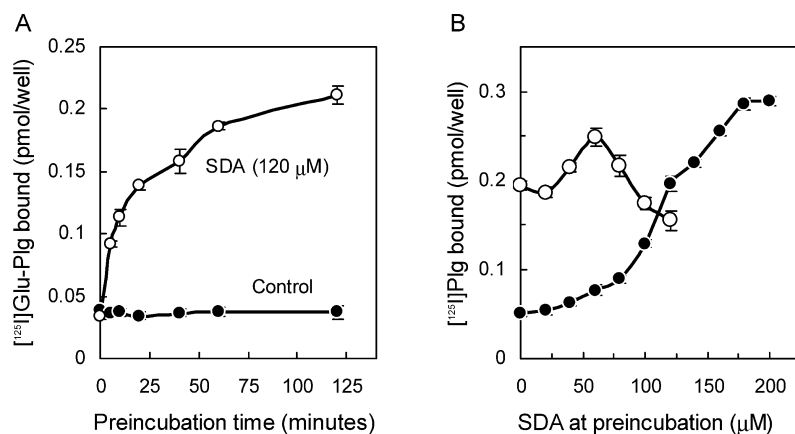 A
B
0.25
0.2
0.15
0.1
0.05
0
[125I]Glu-Plg bound (pmol/well)
SDA (120 μM)
Control
0 25 50 75 100 125
Preincubation time (minutes)
0.3
0.2
0.1
0
[125I]Plg bound (pmol/well)
0 50 100 150 200
SDA at preincubation (μM)